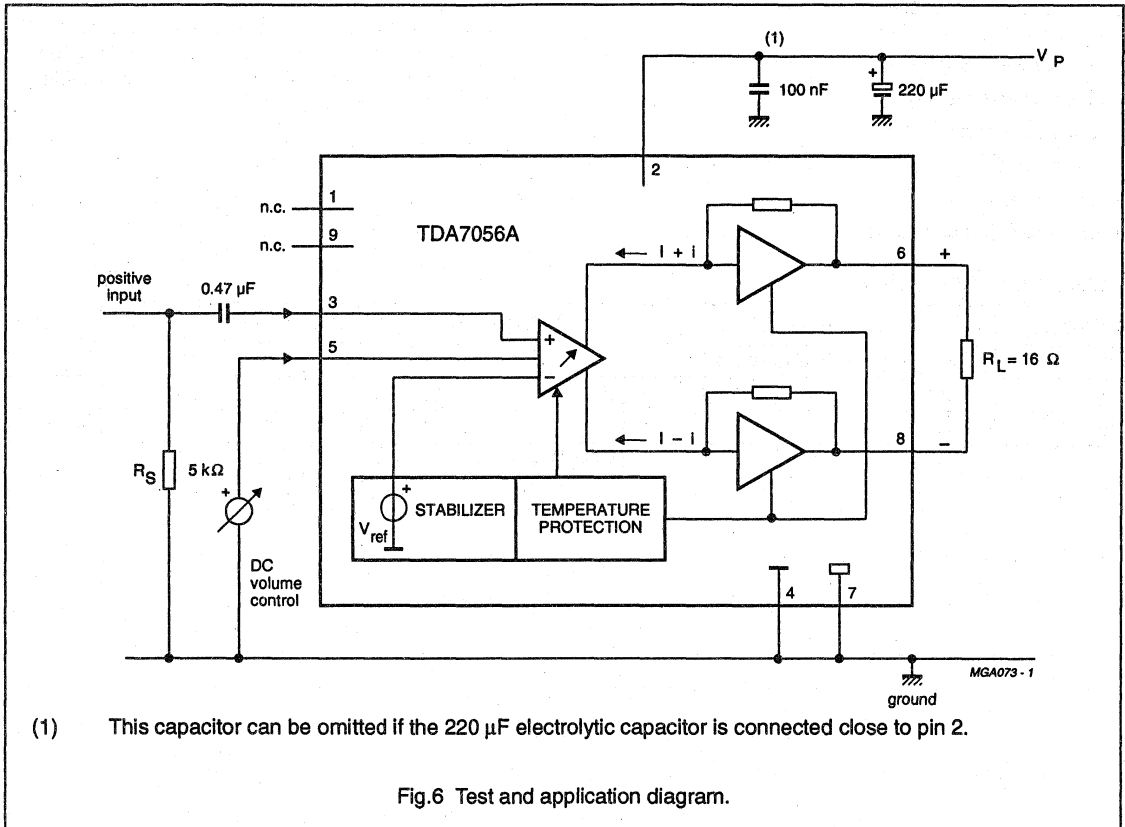 (1)
V P
100 nF
+
220 µF
2
n.c. 1
TDA7056A
n.c. 9
I + i
6 +
positive
input
0.47 µF
3
5
+
−
R L = 16 Ω
I − i
8 −
R S 5 kΩ
+
+
V ref
STABILIZER
TEMPERATURE
PROTECTION
DC
volume
control
4
7
MGA073 - 1
ground
(1) This capacitor can be omitted if the 220 µF electrolytic capacitor is connected close to pin 2.
Fig.6 Test and application diagram.